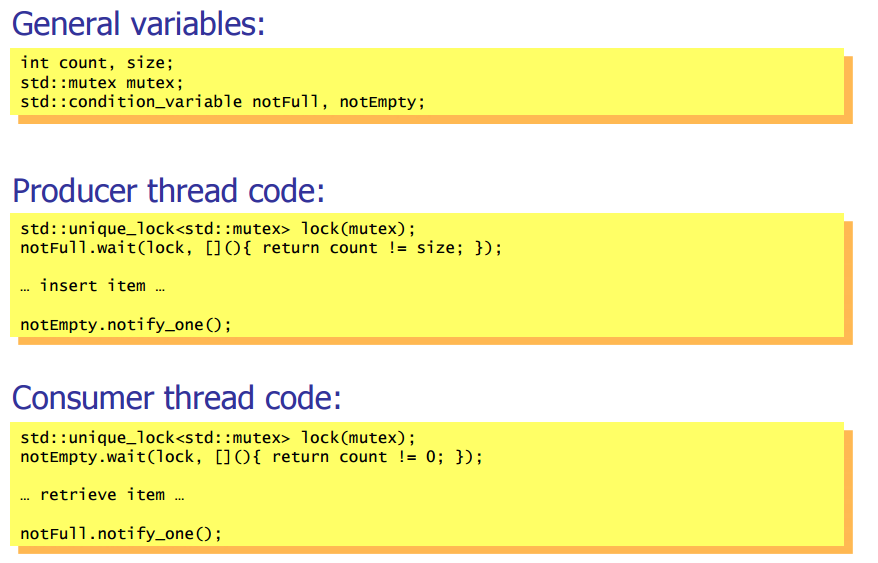 General variables:
int count, size;
std::mutex mutex;
std::condition_variable notFull, notEmpty;
Producer thread code:
std::unique_lock<std::mutex> lock(mutex);
notFull.wait(lock, [](){ return count != size; });
… insert item …
notEmpty.notify_one();
Consumer thread code:
std::unique_lock<std::mutex> lock(mutex);
notEmpty.wait(lock, [](){ return count != 0; });
… retrieve item …
notFull.notify_one();